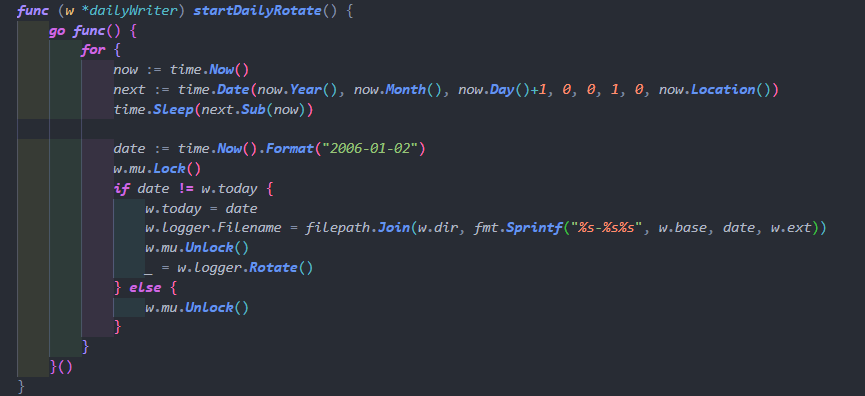 func (w *dailyWriter) startDailyRotate() {
    go func() {
        for {
            now := time.Now()
            next := time.Date(now.Year(), now.Month(), now.Day()+1, 0, 0, 1, 0, now.Location())
            time.Sleep(next.Sub(now))

            date := time.Now().Format("2006-01-02")
            w.mu.Lock()
            if date != w.today {
                w.today = date
                w.logger.Filename = filepath.Join(w.dir, fmt.Sprintf("%s-%s%s", w.base, date, w.ext))
                w.mu.Unlock()
                _ = w.logger.Rotate()
            } else {
                w.mu.Unlock()
            }
        }
    }()
}